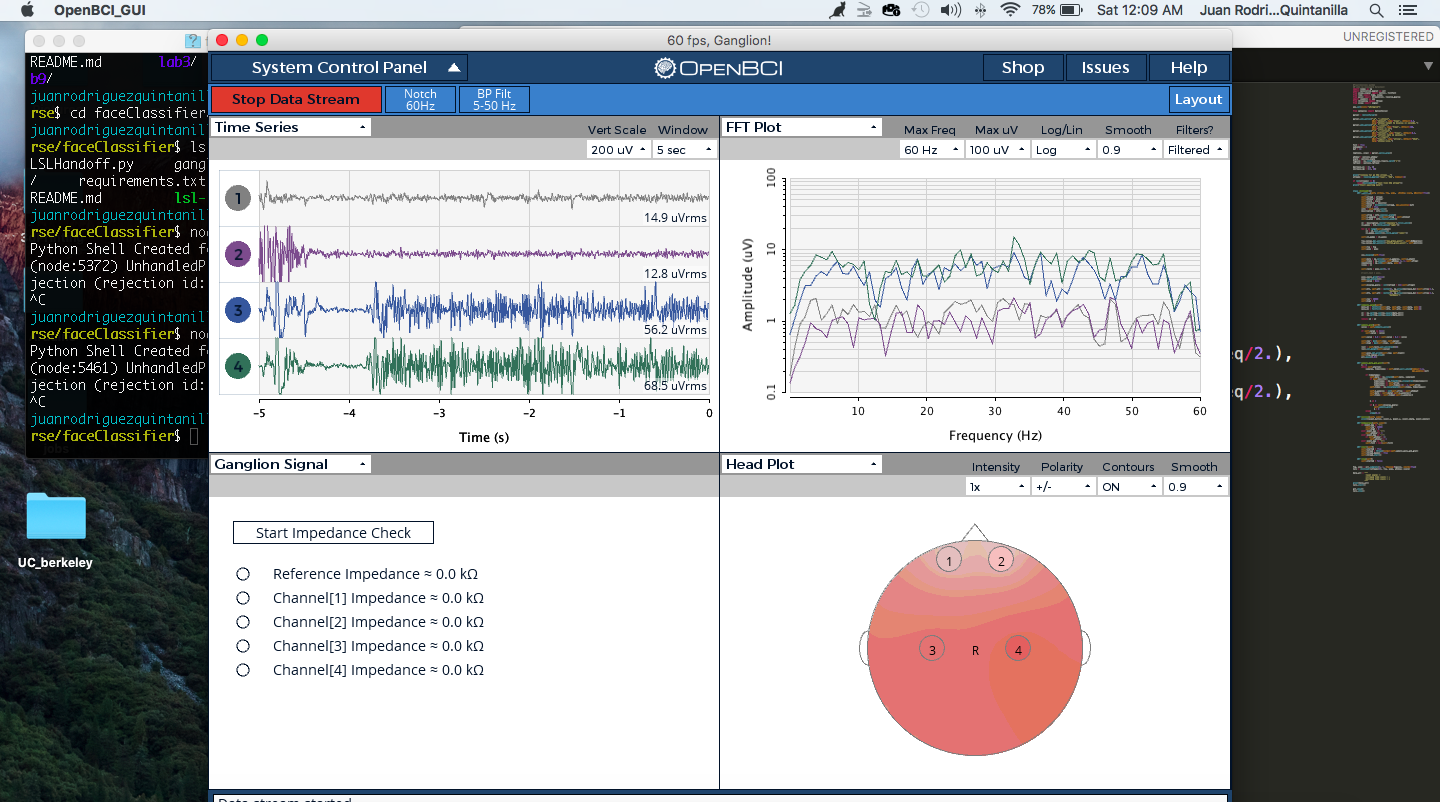 OpenBCI_GUI
78%
Sat 12:09 AM
Juan Rodri...Quintanilla
UNREGISTERED
60 fps, Ganglion!
System Control Panel
OPENBCI
Shop
Issues
Help
Stop Data Stream
Notch
60Hz
BP Filt
5-50 Hz
Layout
README.md lab3/
b9/
juanrodriguezquintanill
rse$ cd faceClassifier
juanrodriguezquintanill
rse/faceClassifier$ ls
LSLHandoff.py gang
/ requirements.txt
README.md lsl-
juanrodriguezquintanill
rse/faceClassifier$ no
Python Shell Created f
(node:5372) UnhandledP
jection (rejection id:
^C
juanrodriguezquintanill
rse/faceClassifier$ no
Python Shell Created f
(node:5461) UnhandledP
jection (rejection id:
^C
juanrodriguezquintanill
rse/faceClassifier$
jobs
UC_berkeley
Time Series
Vert Scale
Window
200 uV
5 sec
1
14.9 uVrms
2
12.8 uVrms
3
56.2 uVrms
4
68.5 uVrms
-5 -4 -3 -2 -1 0
Time (s)
FFT Plot
Max Freq
Max uV
Log/Lin
Smooth
Filters?
60 Hz
100 uV
Log
0.9
Filtered
100
10
1
0.1
Amplitude (uV)
10 20 30 40 50 60
Frequency (Hz)
Ganglion Signal
Start Impedance Check
Reference Impedance ≈ 0.0 kΩ
Channel[1] Impedance ≈ 0.0 kΩ
Channel[2] Impedance ≈ 0.0 kΩ
Channel[3] Impedance ≈ 0.0 kΩ
Channel[4] Impedance ≈ 0.0 kΩ
Head Plot
Intensity
Polarity
Contours
Smooth
1x
+/-
ON
0.9
1 2
3 R 4
q/2.),
q/2.),
Data stream started